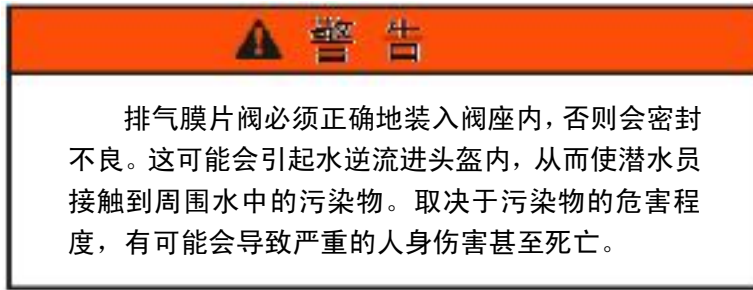 警告
排气膜片阀必须正确地装入阀座内，否则会密封
不良。这可能会引起水逆流进头盔内，从而使潜水员
接触到周围水中的污染物。取决于污染物的危害程
度，有可能会导致严重的人身伤害甚至死亡。